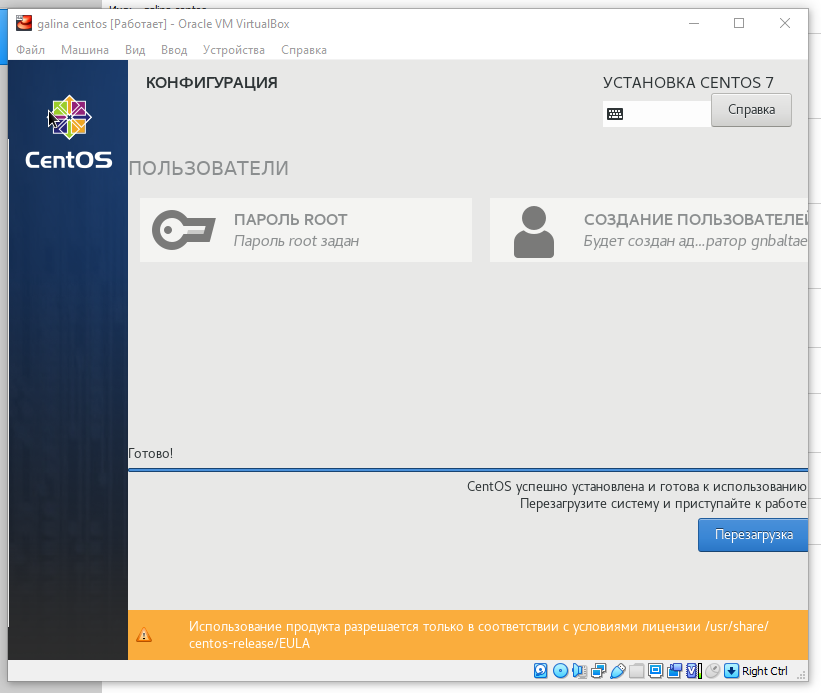 galina centos [Работает] - Oracle VM VirtualBox
Файл Машина Вид Ввод Устройства Справка
CentOS
КОНФИГУРАЦИЯ
УСТАНОВКА CENTOS 7
Справка
ПОЛЬЗОВАТЕЛИ
ПАРОЛЬ ROOT
Пароль root задан
СОЗДАНИЕ ПОЛЬЗОВАТЕЛЕЙ
Будет создан ад...ратор gnbaltae
Готово!
CentOS успешно установлена и готова к использованию
Перезагрузите систему и приступайте к работе
Перезагрузка
Использование продукта разрешается только в соответствии с условиями лицензии /usr/share/
centos-release/EULA
Right Ctrl